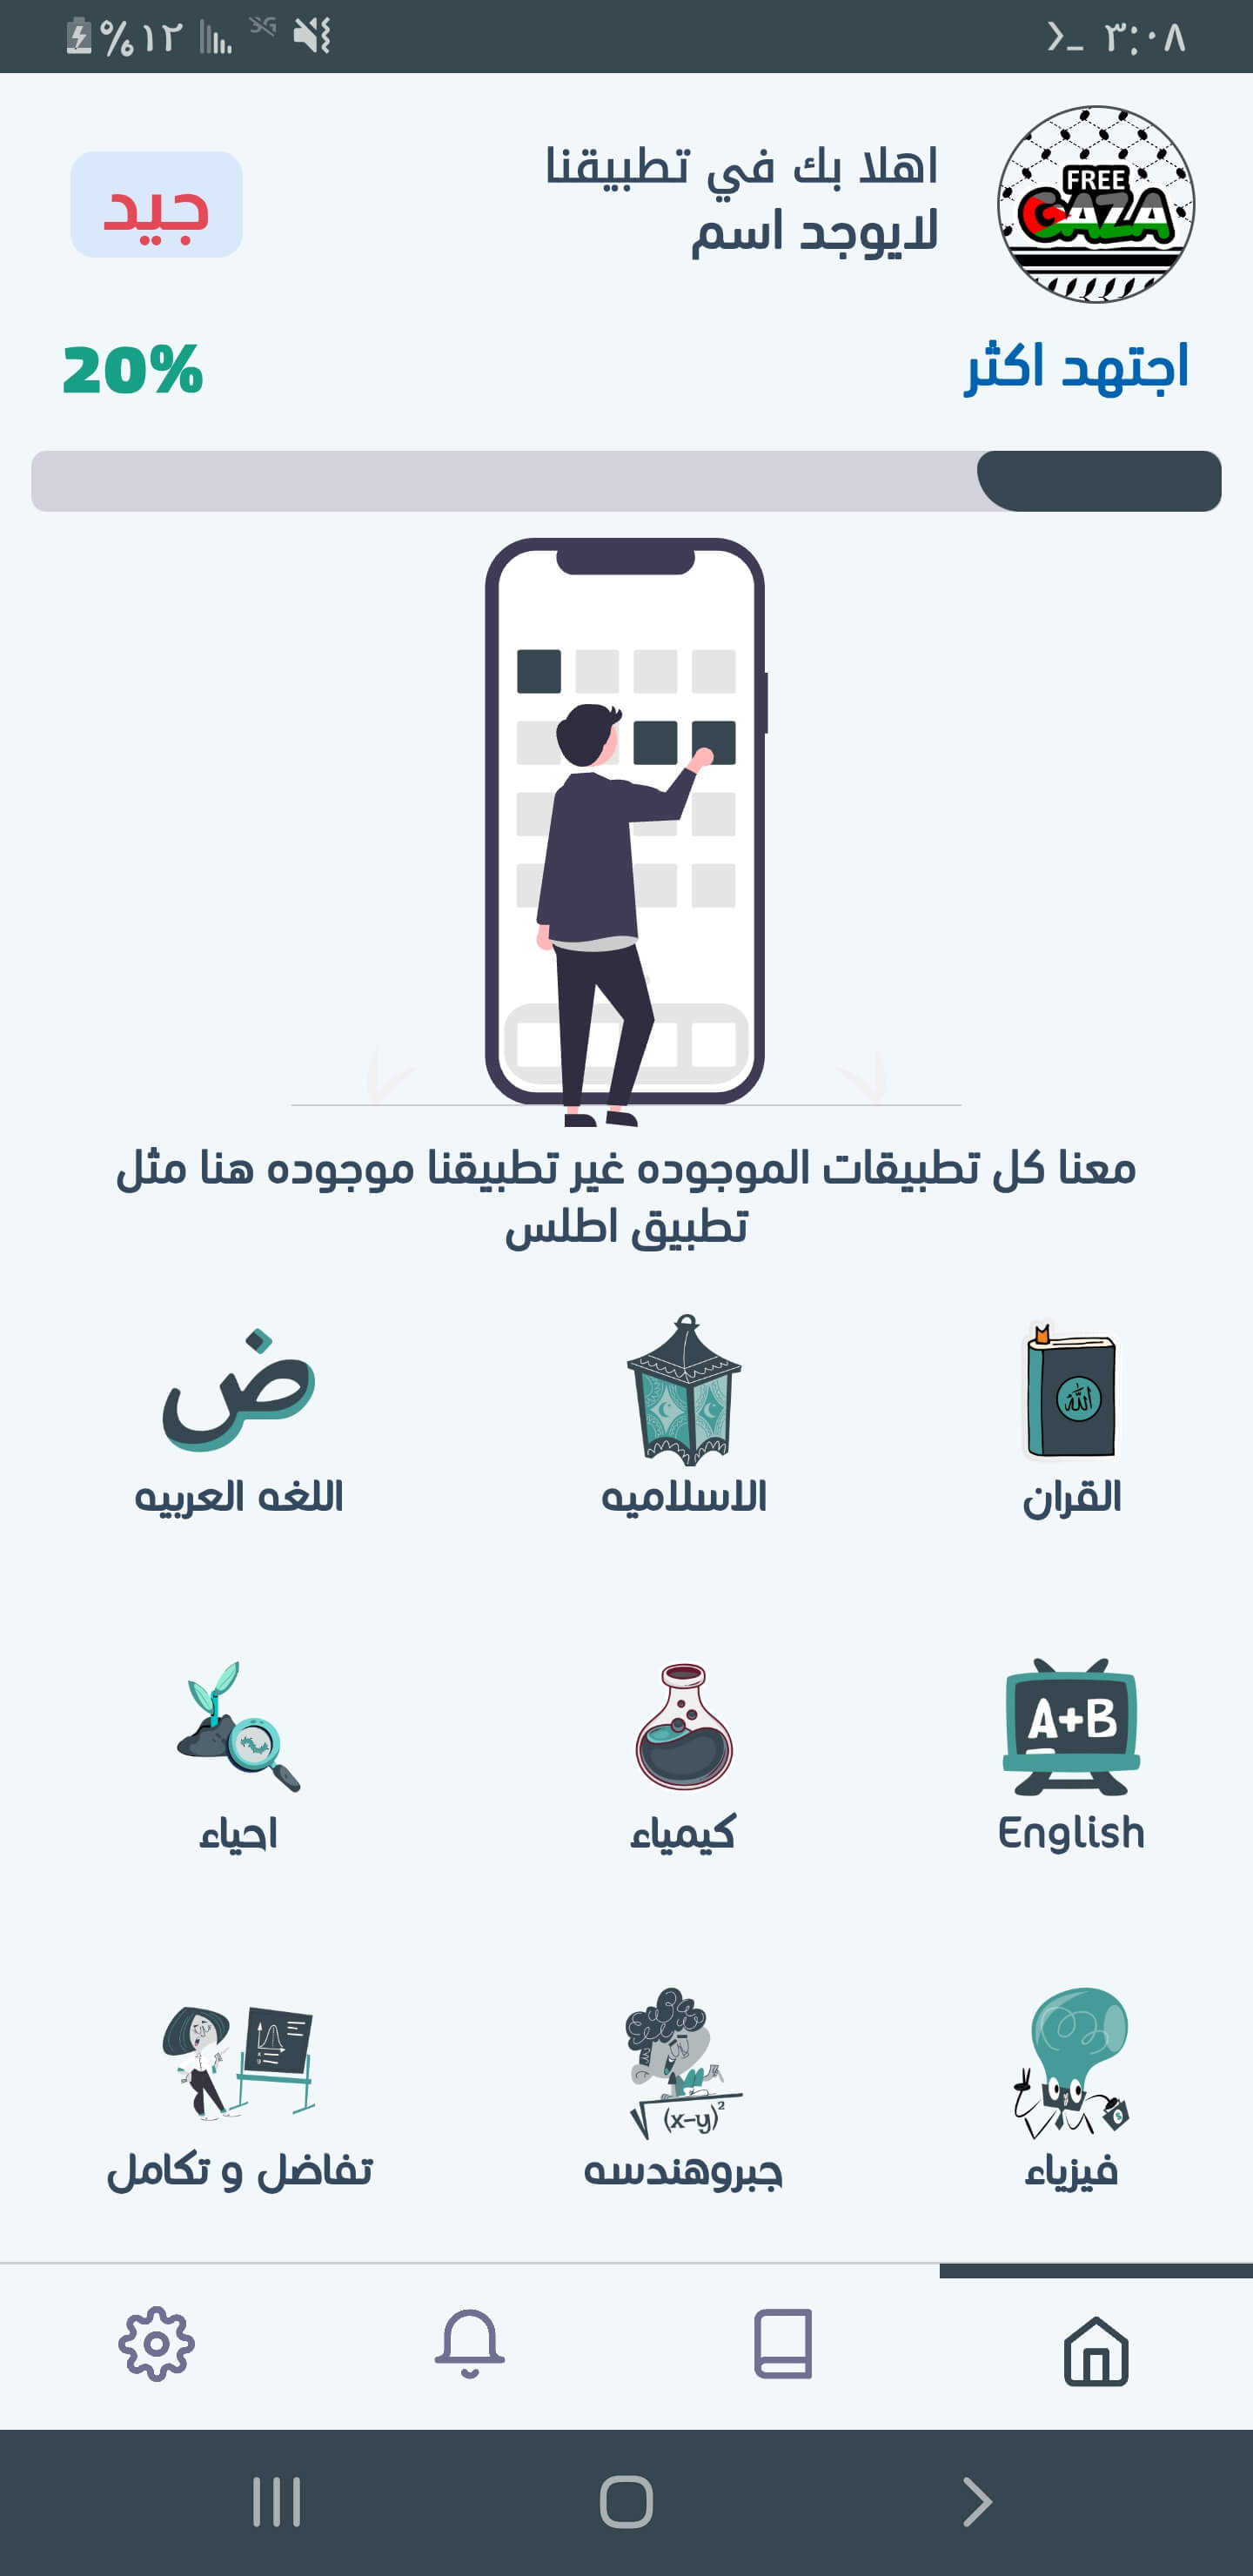 ٣:٠٨
%١٢
3G
FREE
GAZA
اهلا بك في تطبيقنا
لايوجد اسم
جيد
اجتهد اكثر
20%
معنا كل تطبيقات الموجوده غير تطبيقنا موجوده هنا مثل
تطبيق اطلس
الله
ض
القران
الاسلاميه
اللغه العربيه
A+B
English
كيمياء
احياء
(x-y)²
فيزياء
جبروهندسه
تفاضل و تكامل